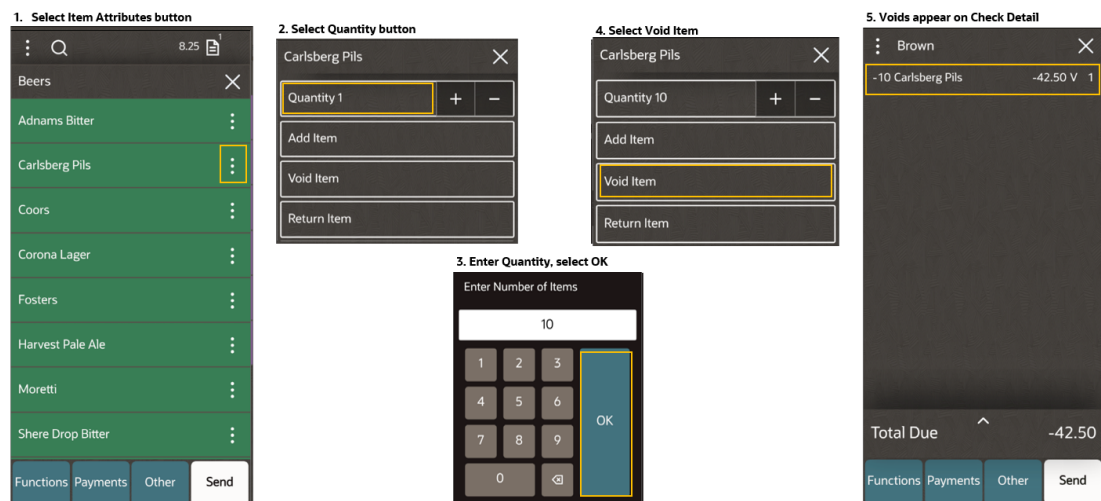 1. Select Item Attributes button
8.25 1
Beers
Adnams Bitter
Carlsberg Pils
Coors
Corona Lager
Fosters
Harvest Pale Ale
Moretti
Shere Drop Bitter
Functions Payments Other Send
2. Select Quantity button
Carlsberg Pils
Quantity 1 + -
Add Item
Void Item
Return Item
3. Enter Quantity, select OK
Enter Number of Items
10
1 2 3
4 5 6
OK
7 8 9
0
4. Select Void Item
Carlsberg Pils
Quantity 10 + -
Add Item
Void Item
Return Item
5. Voids appear on Check Detail
Brown
-10 Carlsberg Pils -42.50 V 1
Total Due -42.50
Functions Payments Other Send